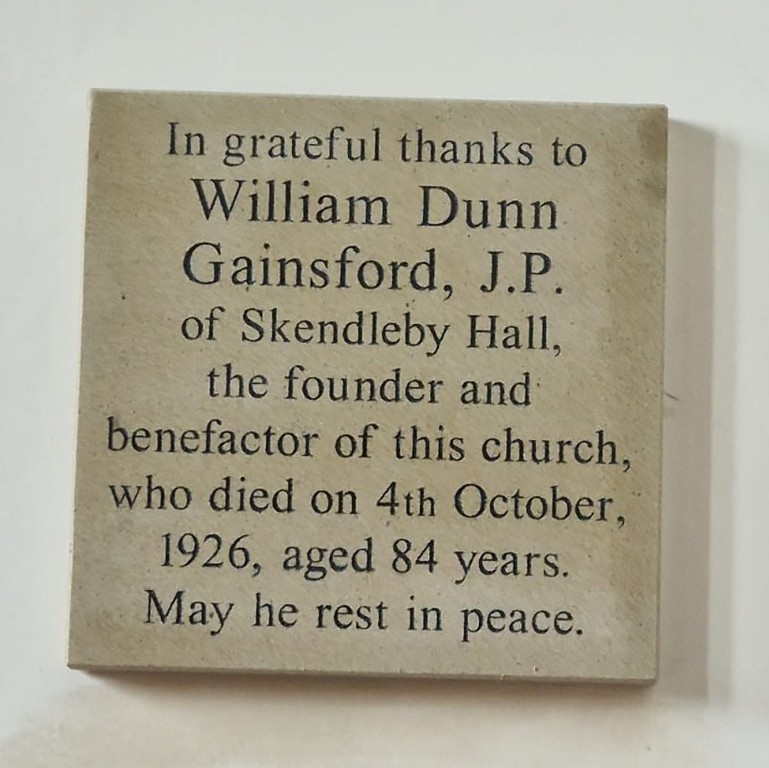 In grateful thanks to
William Dunn
Gainsford, J.P.
of Skendleby Hall,
the founder and
benefactor of this church,
who died on 4th October,
1926, aged 84 years.
May he rest in peace.